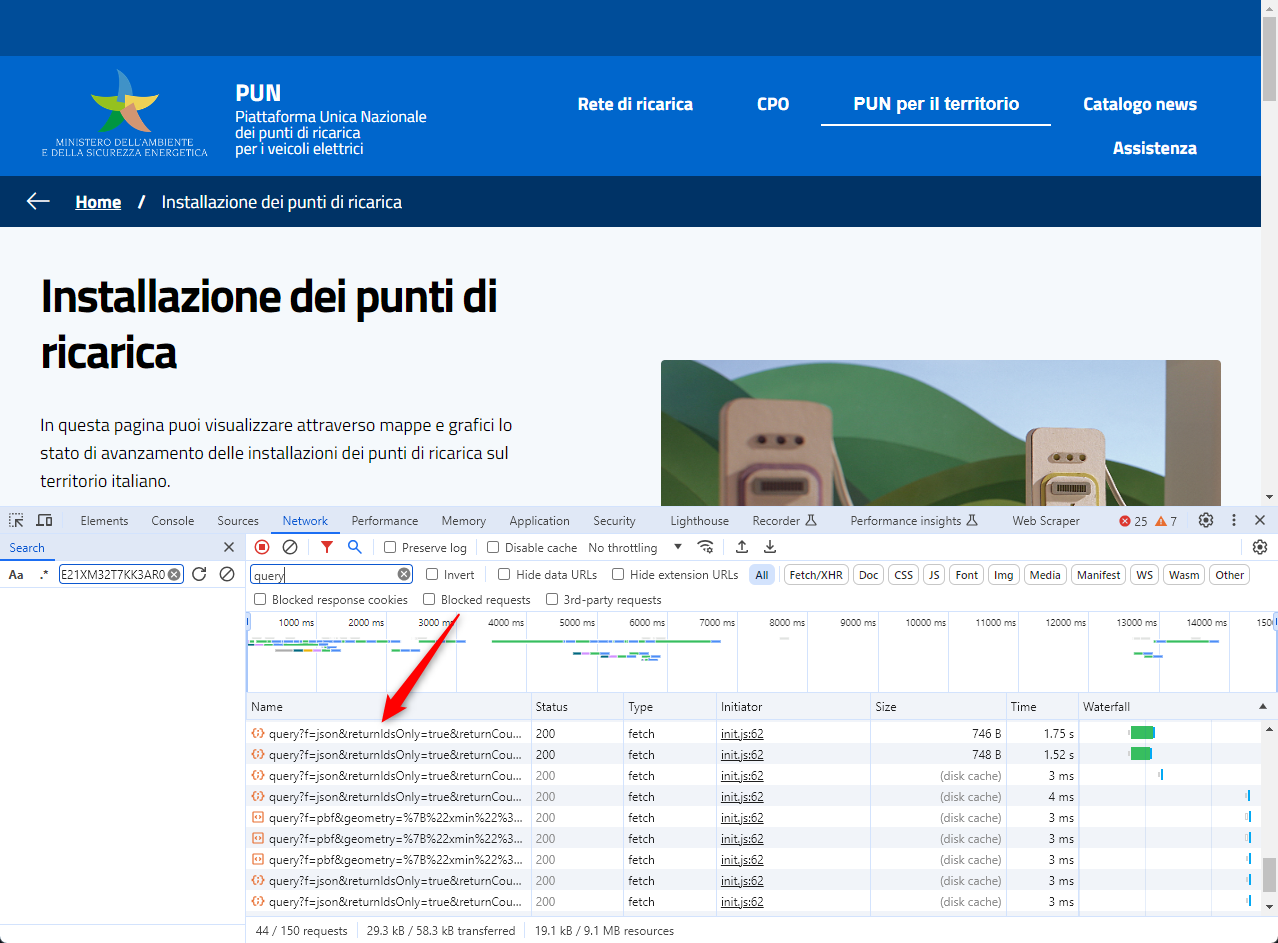 PUN
Piattaforma Unica Nazionale
dei punti di ricarica
per i veicoli elettrici
MINISTERO DELL'AMBIENTE
E DELLA SICUREZZA ENERGETICA
Rete di ricarica
CPO
PUN per il territorio
Catalogo news
Assistenza
Home / Installazione dei punti di ricarica
Installazione dei punti di
ricarica
In questa pagina puoi visualizzare attraverso mappe e grafici lo
stato di avanzamento delle installazioni dei punti di ricarica sul
territorio italiano.
Elements Console Sources Network Performance Memory Application Security Lighthouse Recorder Performance insights Web Scraper 25 7
Search
Preserve log Disable cache No throttling
Aa .* E21XM32T7KK3AR0
query Invert Hide data URLs Hide extension URLs All Fetch/XHR Doc CSS JS Font Img Media Manifest WS Wasm Other
Blocked response cookies Blocked requests 3rd-party requests
1000 ms 2000 ms 3000 ms 4000 ms 5000 ms 6000 ms 7000 ms 8000 ms 9000 ms 10000 ms 11000 ms 12000 ms 13000 ms 14000 ms 150
Name Status Type Initiator Size Time Waterfall
query?f=json&returnIdsOnly=true&returnCou... 200 fetch init.js:62 746 B 1.75 s
query?f=json&returnIdsOnly=true&returnCou... 200 fetch init.js:62 748 B 1.52 s
query?f=json&returnIdsOnly=true&returnCou... 200 fetch init.js:62 (disk cache) 3 ms
query?f=json&returnIdsOnly=true&returnCou... 200 fetch init.js:62 (disk cache) 4 ms
query?f=pbf&geometry=%7B%22xmin%22%3... 200 fetch init.js:62 (disk cache) 3 ms
query?f=pbf&geometry=%7B%22xmin%22%3... 200 fetch init.js:62 (disk cache) 3 ms
query?f=pbf&geometry=%7B%22xmin%22%3... 200 fetch init.js:62 (disk cache) 3 ms
query?f=json&returnIdsOnly=true&returnCou... 200 fetch init.js:62 (disk cache) 3 ms
query?f=json&returnIdsOnly=true&returnCou... 200 fetch init.js:62 (disk cache) 3 ms
44 / 150 requests 29.3 kB / 58.3 kB transferred 19.1 kB / 9.1 MB resources